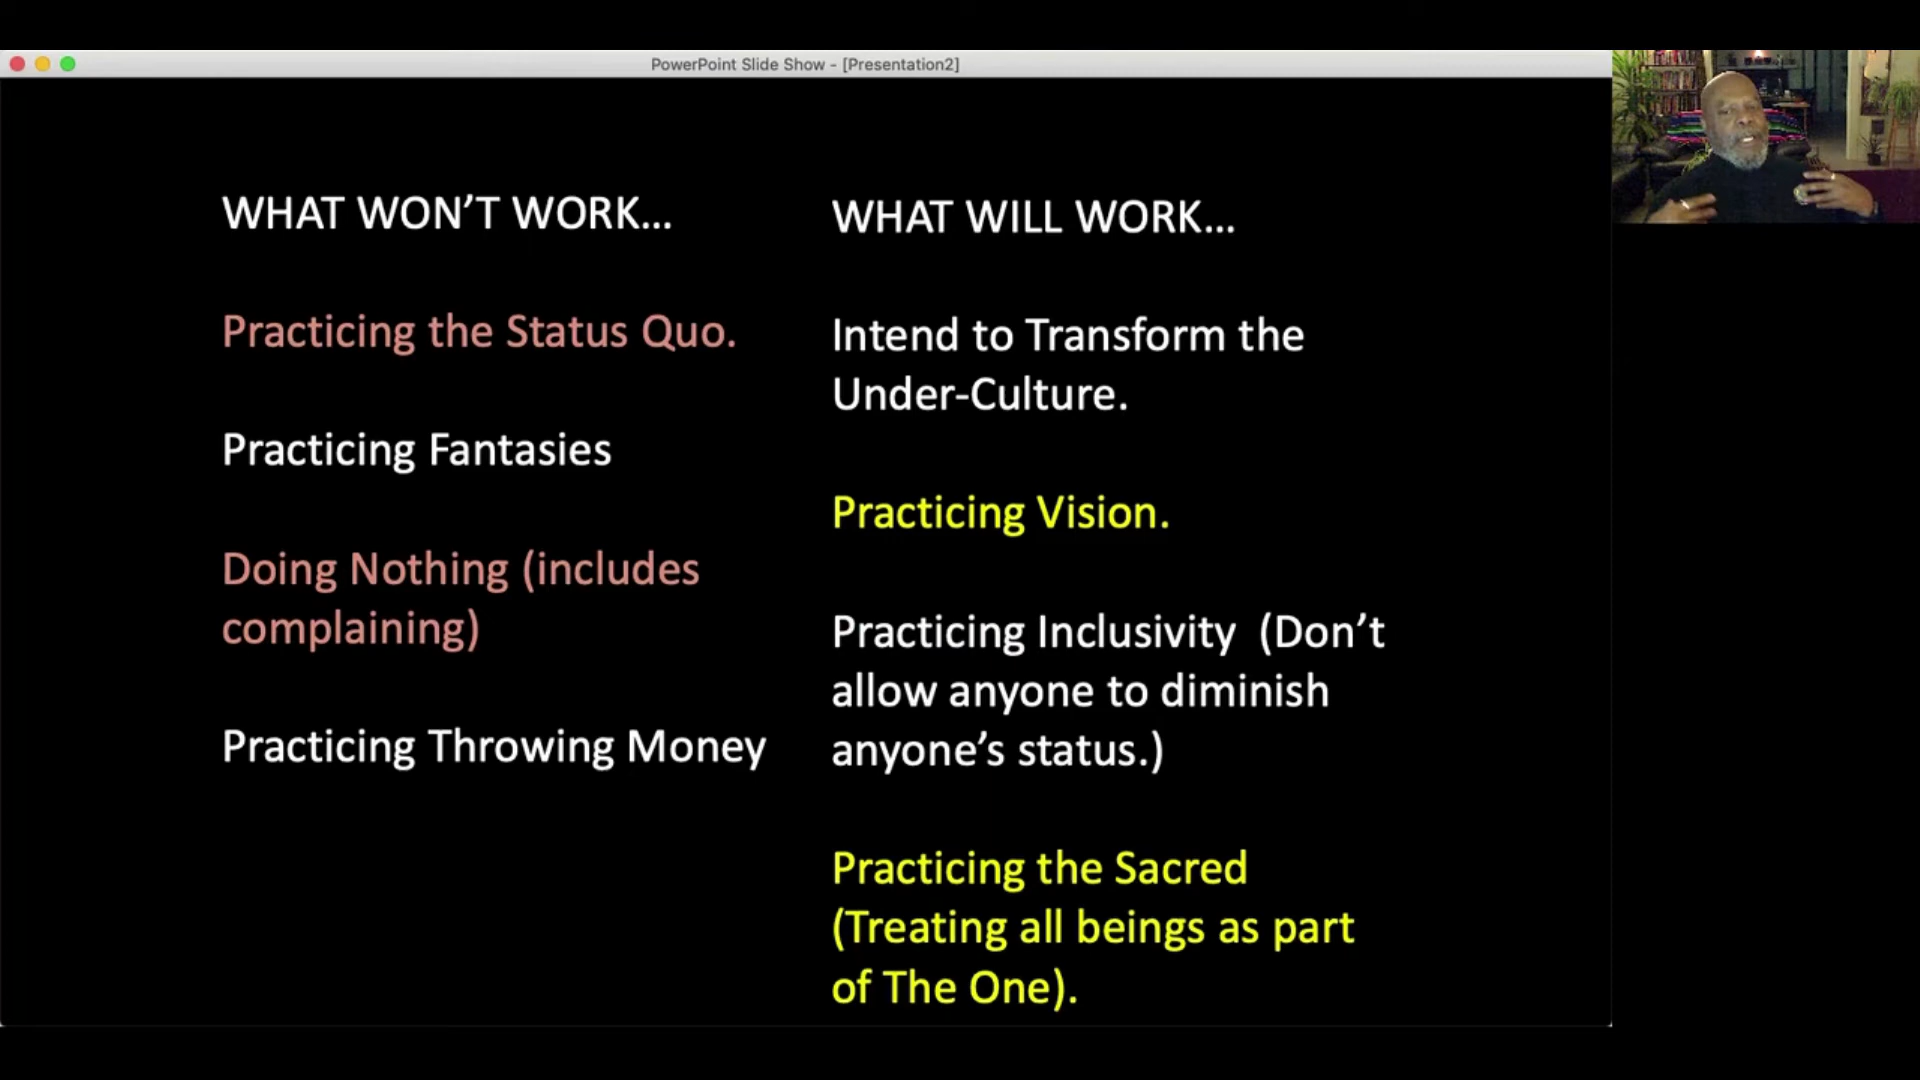 PowerPoint Slide Show - [Presentation2]
WHAT WON’T WORK...
Practicing the Status Quo.
Practicing Fantasies
Doing Nothing (includes
complaining)
Practicing Throwing Money
WHAT WILL WORK...
Intend to Transform the
Under-Culture.
Practicing Vision.
Practicing Inclusivity  (Don’t
allow anyone to diminish
anyone’s status.)
Practicing the Sacred
(Treating all beings as part
of The One).